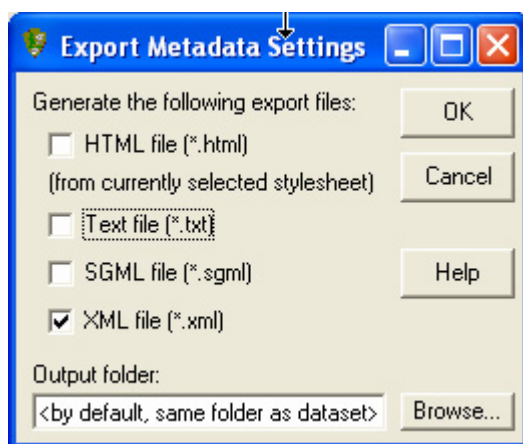 Export Metadata Settings
Generate the following export files:
OK
HTML file (*.html)
(from currently selected stylesheet)
Cancel
Text file (*.txt)
SGML file (*.sgml)
Help
XML file (*.xml)
Output folder:
<by default, same folder as dataset>
Browse...